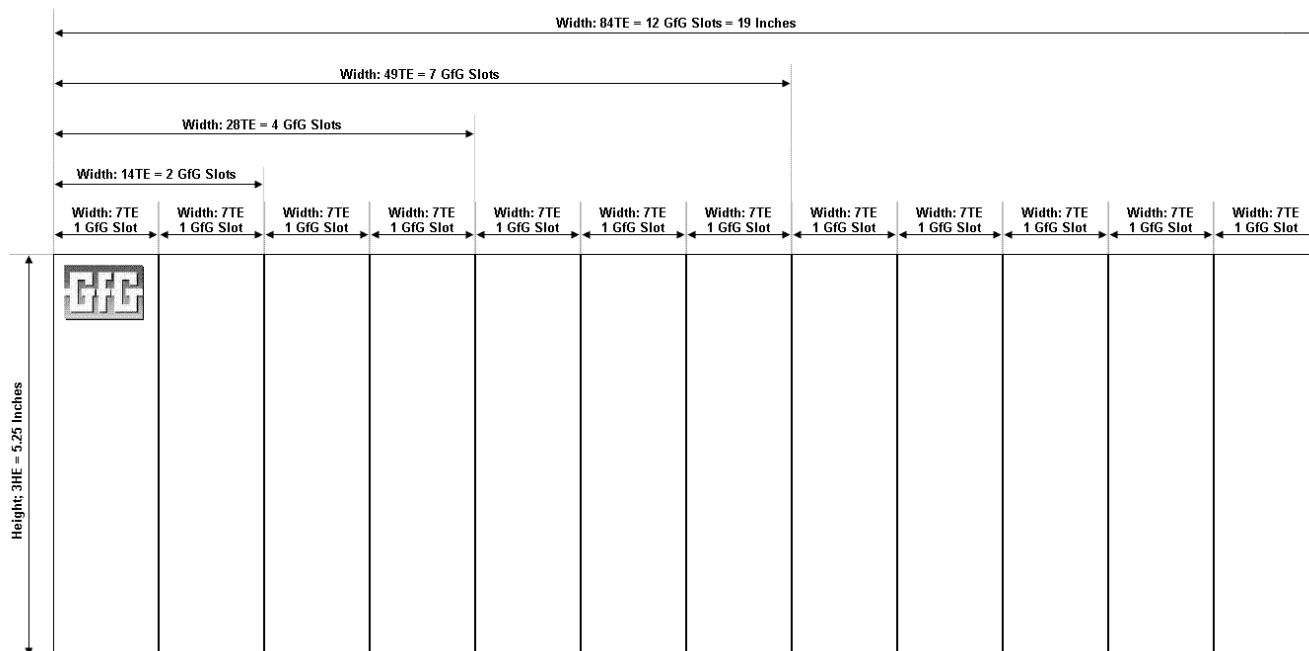 Width: 84TE = 12 GfG Slots = 19 Inches
Width: 49TE = 7 GfG Slots
Width: 28TE = 4 GfG Slots
Width: 14TE = 2 GfG Slots
Width: 7TE
1 GfG Slot
Width: 7TE
1 GfG Slot
Width: 7TE
1 GfG Slot
Width: 7TE
1 GfG Slot
Width: 7TE
1 GfG Slot
Width: 7TE
1 GfG Slot
Width: 7TE
1 GfG Slot
Width: 7TE
1 GfG Slot
Width: 7TE
1 GfG Slot
Width: 7TE
1 GfG Slot
Width: 7TE
1 GfG Slot
Width: 7TE
1 GfG Slot
GfG
Height; 3HE = 5.25 Inches